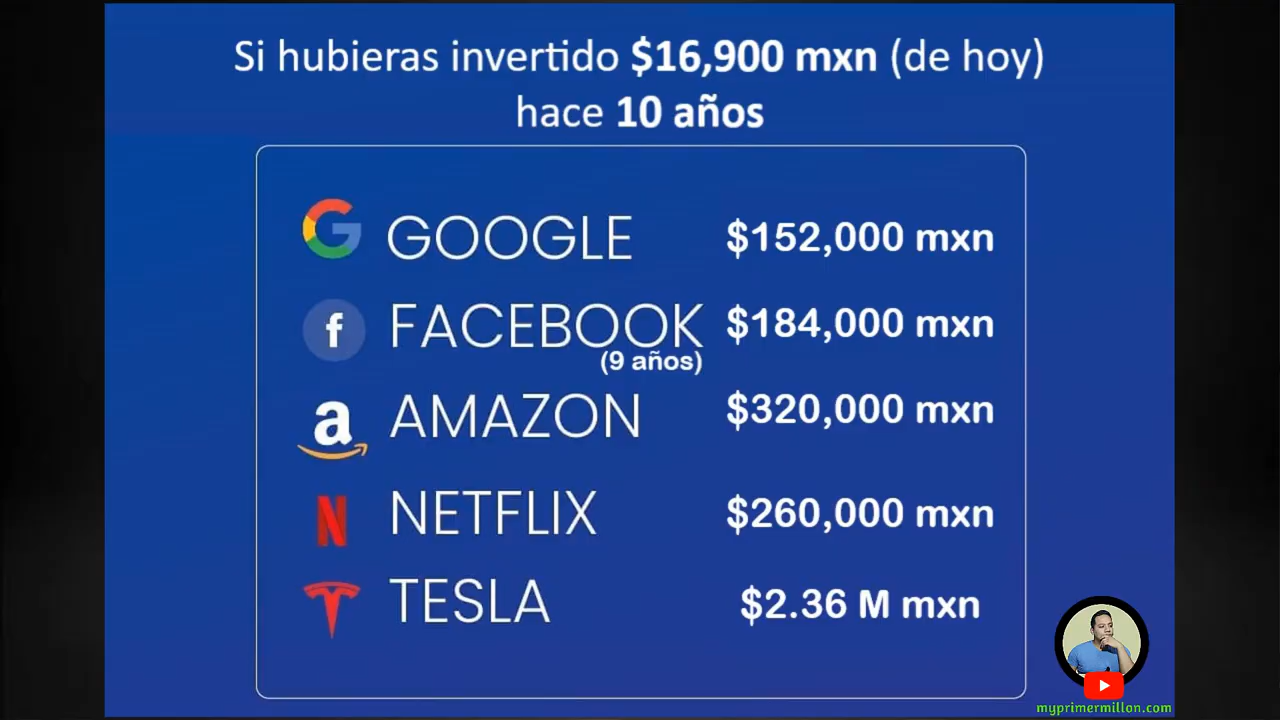 Si hubieras invertido $16,900 mxn (de hoy)
hace 10 años
GOOGLE $152,000 mxn
f FACEBOOK $184,000 mxn
(9 años)
a AMAZON $320,000 mxn
N NETFLIX $260,000 mxn
TESLA $2.36 M mxn
myprimermillon.com